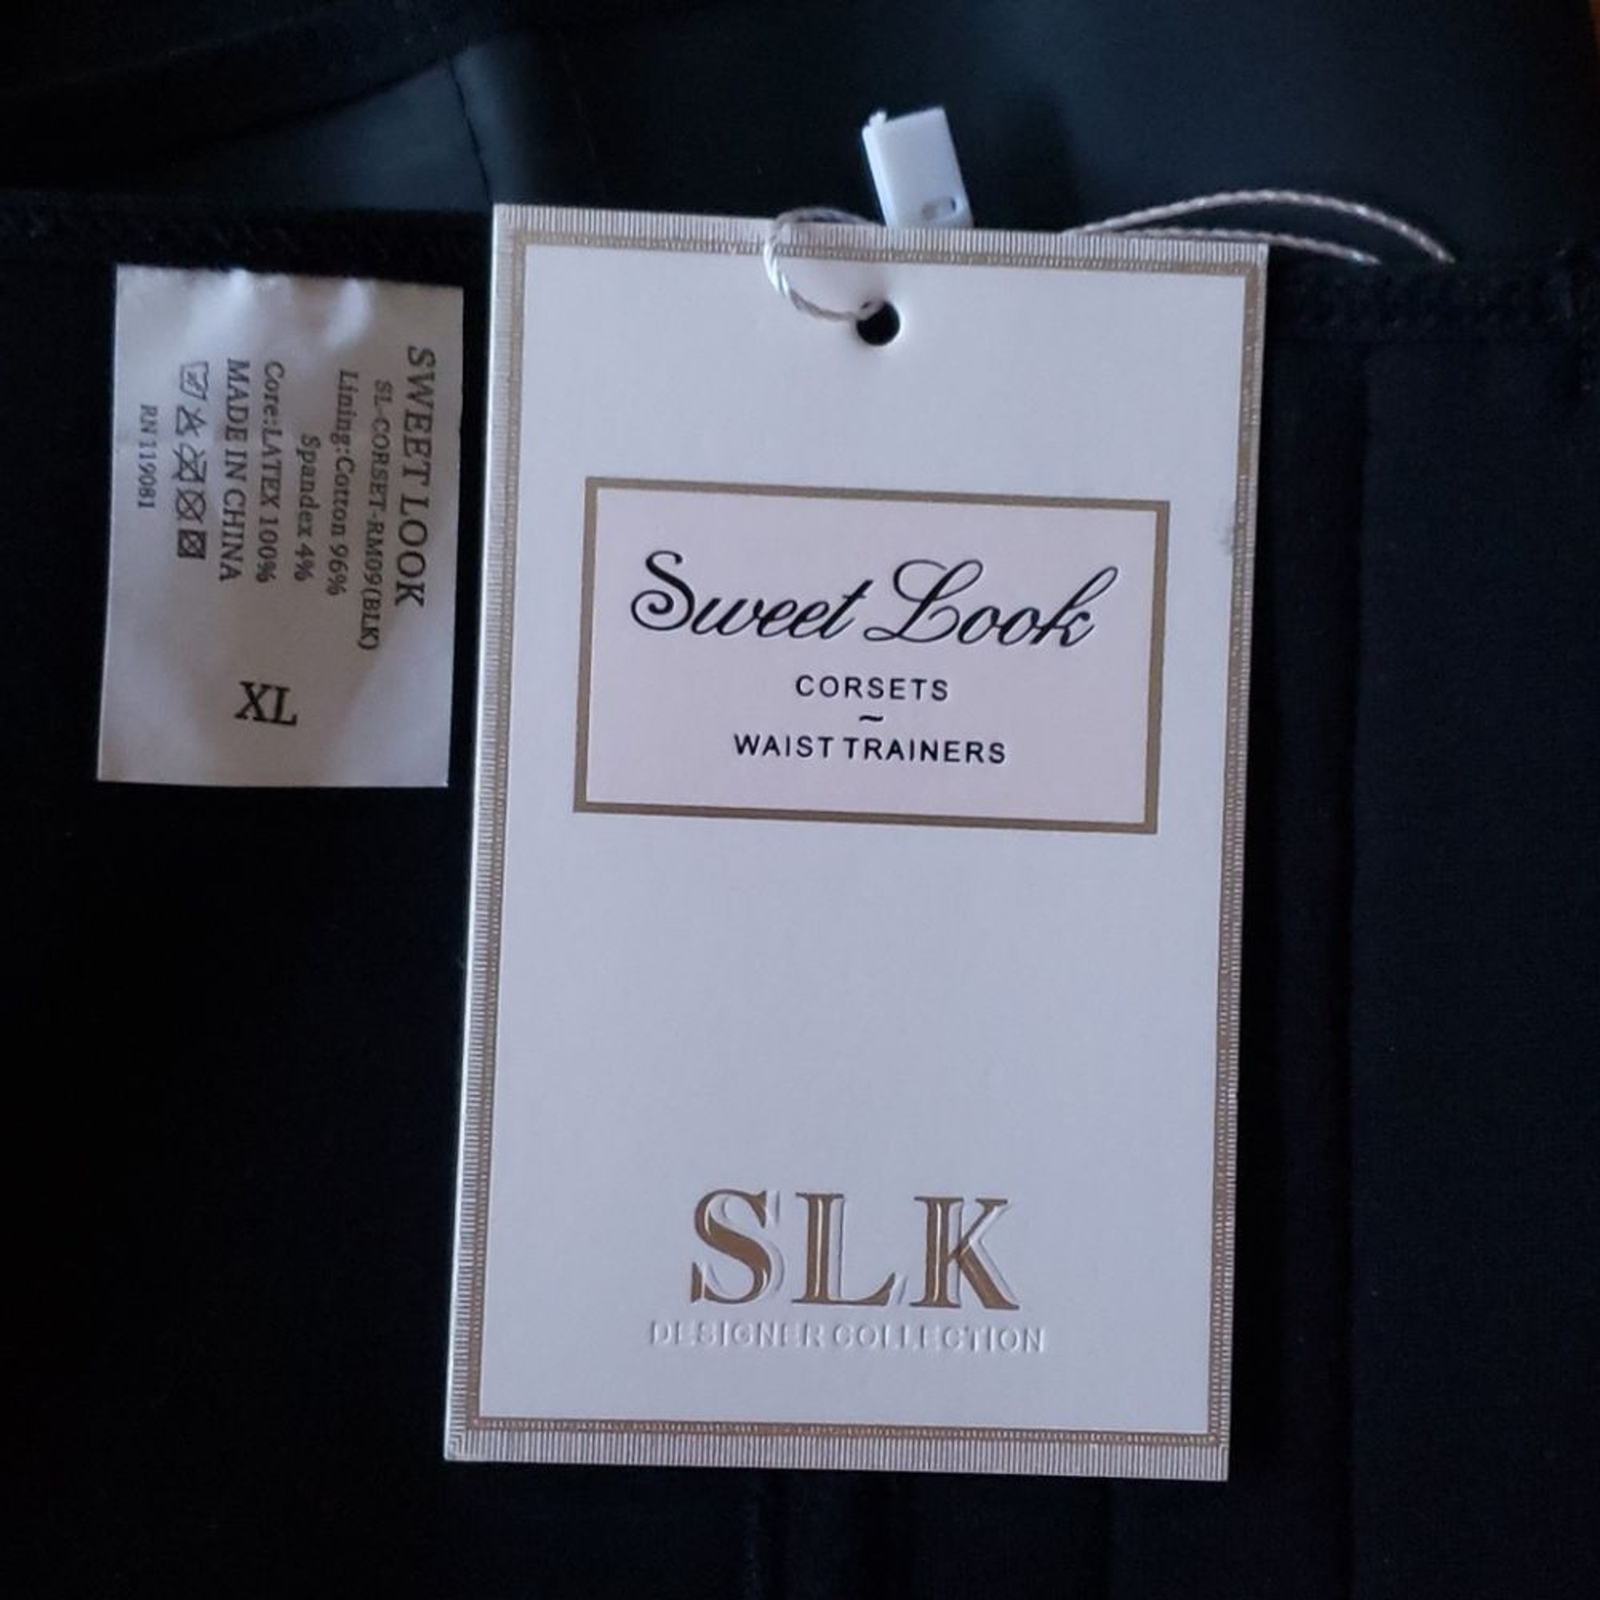 SWEET LOOK
SL-CORSET-RM09(BLK)
Lining:Cotton 96%
Spandex 4%
Core:LATEX 100%
MADE IN CHINA
RN 119081
XL
Sweet Look
CORSETS
~
WAIST TRAINERS
SLK
DESIGNER COLLECTION